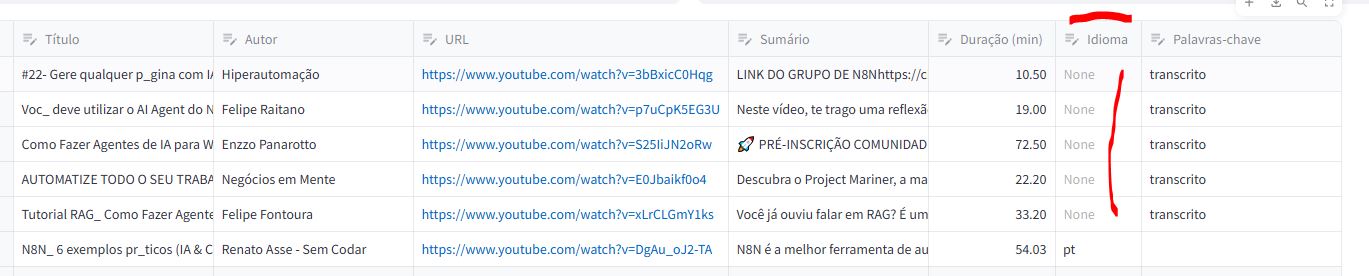 Título Autor URL Sumário Duração (min) Idioma Palavras-chave
#22- Gere qualquer p_gina com IA Hiperautomação https://www.youtube.com/watch?v=3bBxicC0Hqg LINK DO GRUPO DE N8Nhttps://c 10.50 None transcrito
Voc_ deve utilizar o AI Agent do N Felipe Raitano https://www.youtube.com/watch?v=p7uCpK5EG3U Neste vídeo, te trago uma reflexã 19.00 None transcrito
Como Fazer Agentes de IA para W Enzzo Panarotto https://www.youtube.com/watch?v=S25IiJN2oRw 🚀 PRÉ-INSCRIÇÃO COMUNIDAD 72.50 None transcrito
AUTOMATIZE TODO O SEU TRABA Negócios em Mente https://www.youtube.com/watch?v=E0Jbaikf0o4 Descubra o Project Mariner, a ma 22.20 None transcrito
Tutorial RAG_ Como Fazer Agente Felipe Fontoura https://www.youtube.com/watch?v=xLrCLGmY1ks Você já ouviu falar em RAG? É um 33.20 None transcrito
N8N_ 6 exemplos pr_ticos (IA & C Renato Asse - Sem Codar https://www.youtube.com/watch?v=DgAu_oJ2-TA N8N é a melhor ferramenta de au 54.03 pt